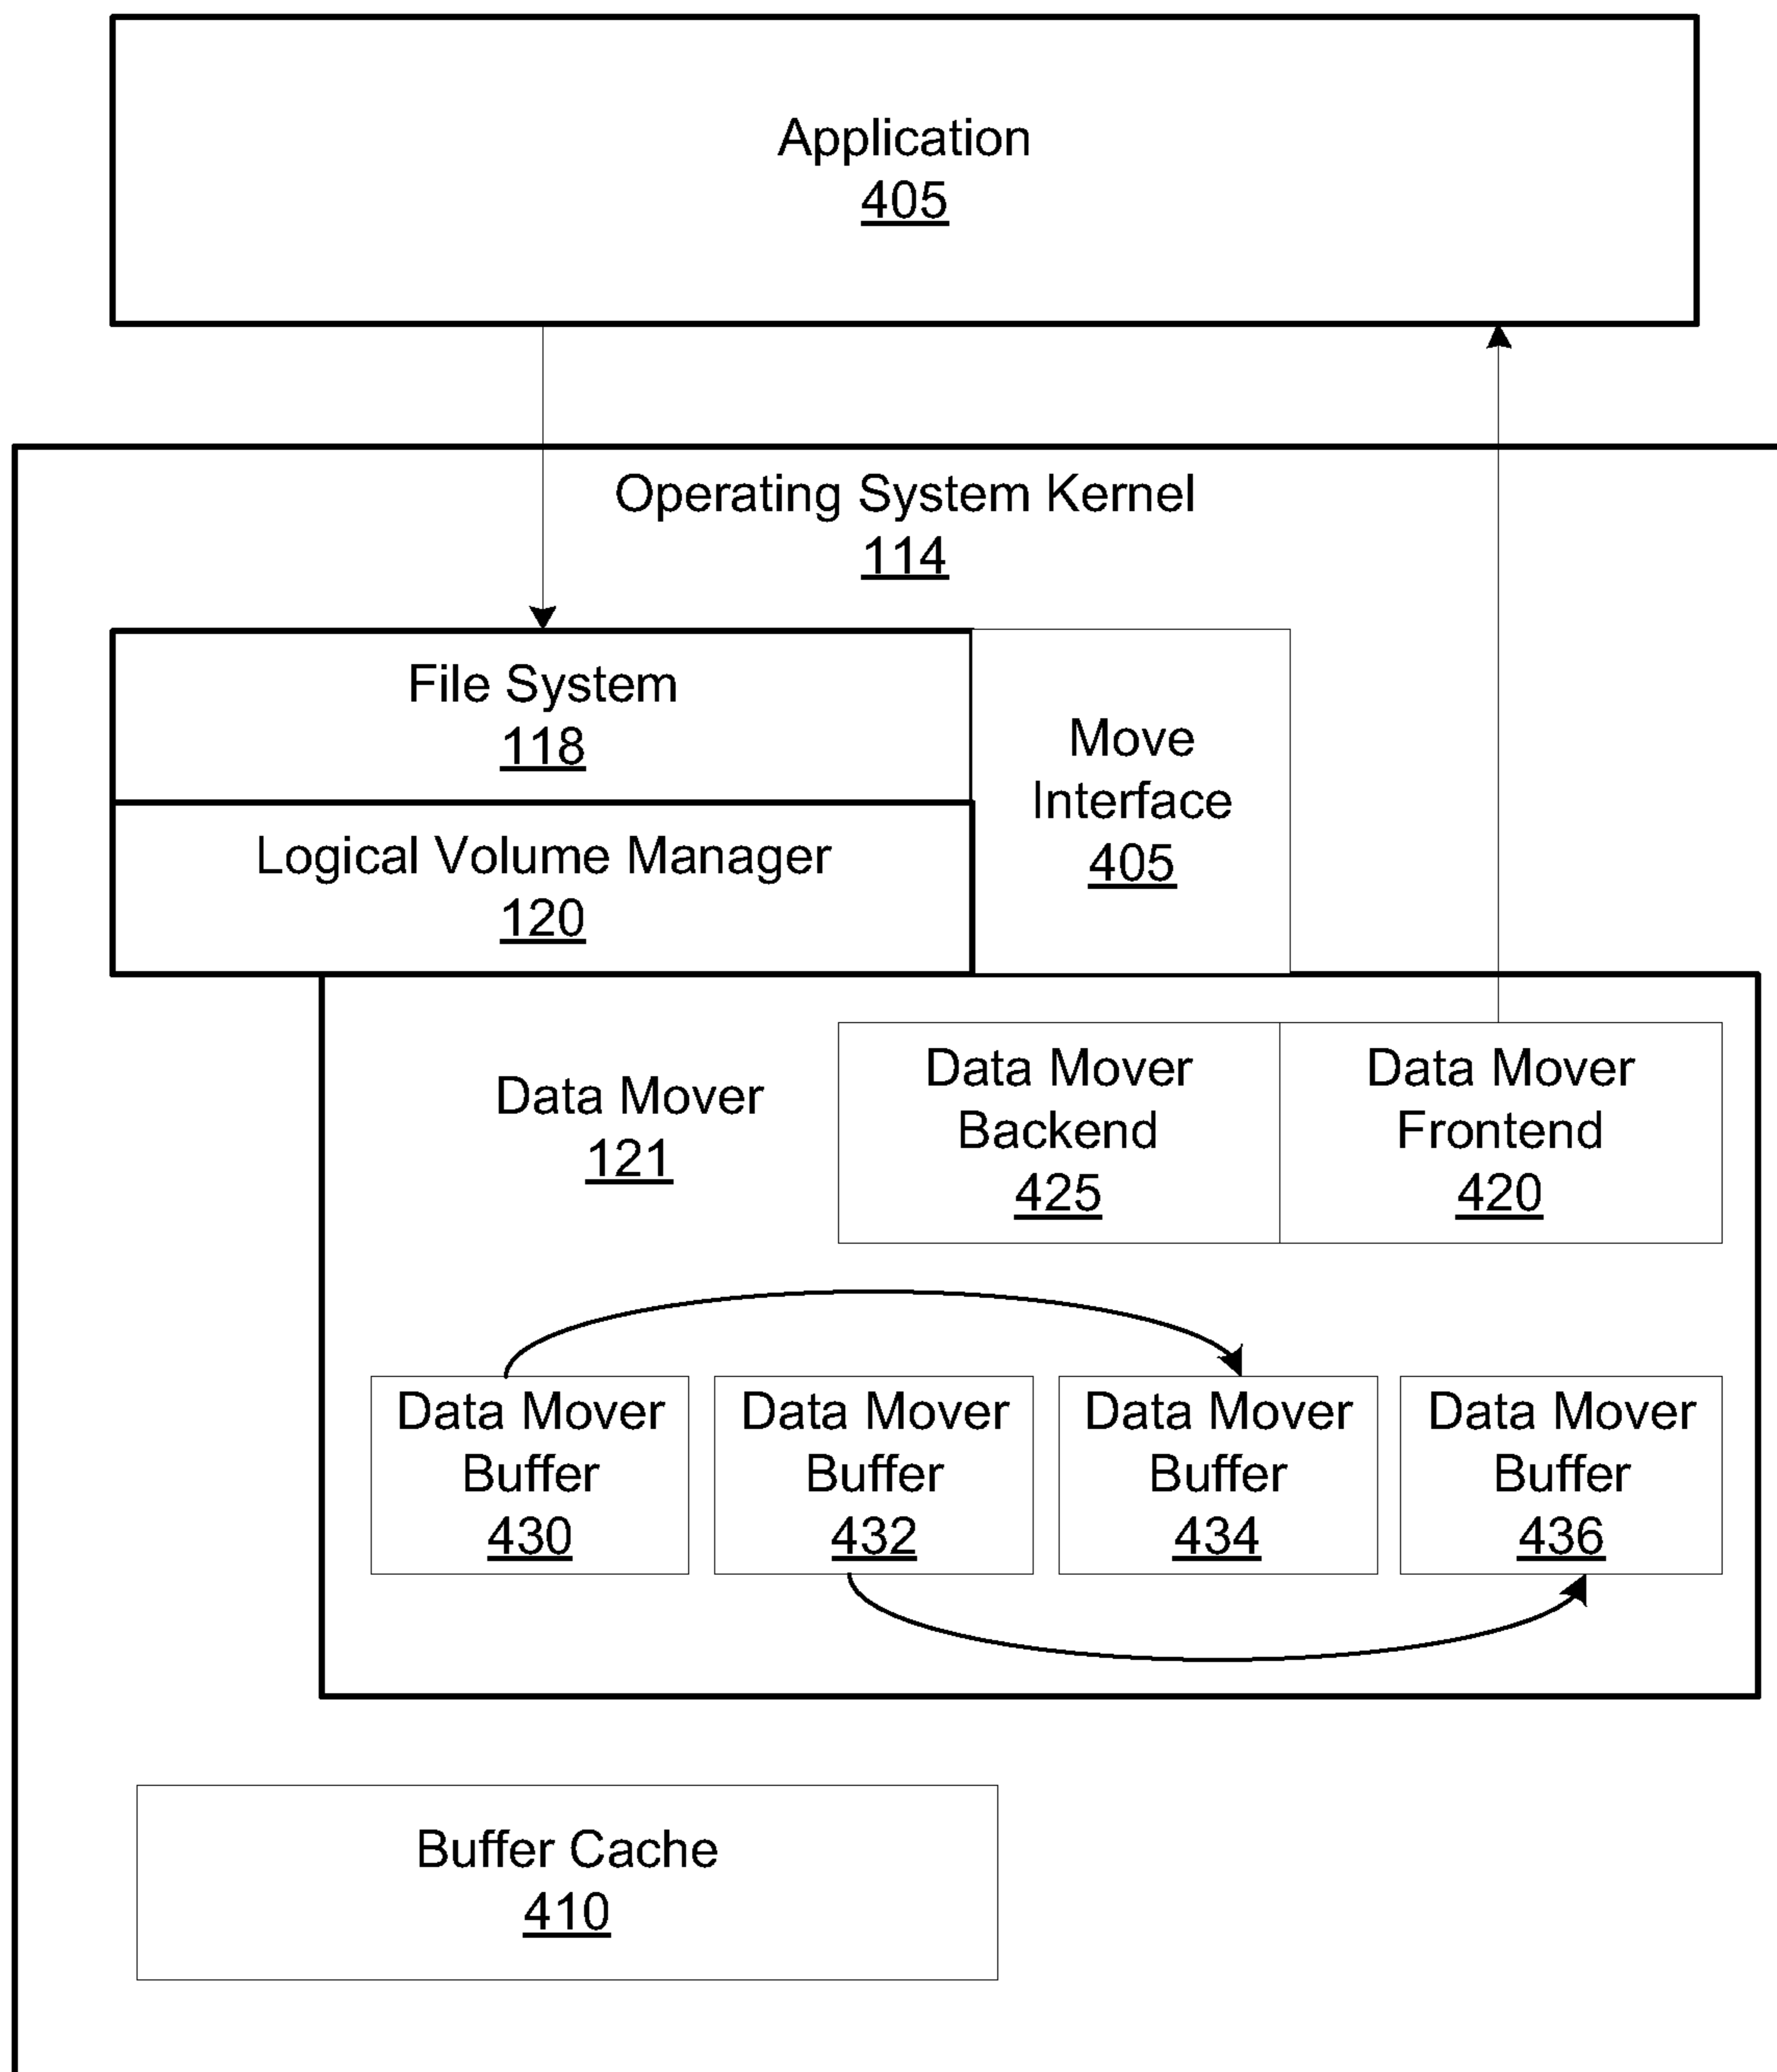 Application
405
Operating System Kernel
114
File System
118
Move
Interface
405
Logical Volume Manager
120
Data Mover
121
Data Mover
Backend
425
Data Mover
Frontend
420
Data Mover
Buffer
430
Data Mover
Buffer
432
Data Mover
Buffer
434
Data Mover
Buffer
436
Buffer Cache
410